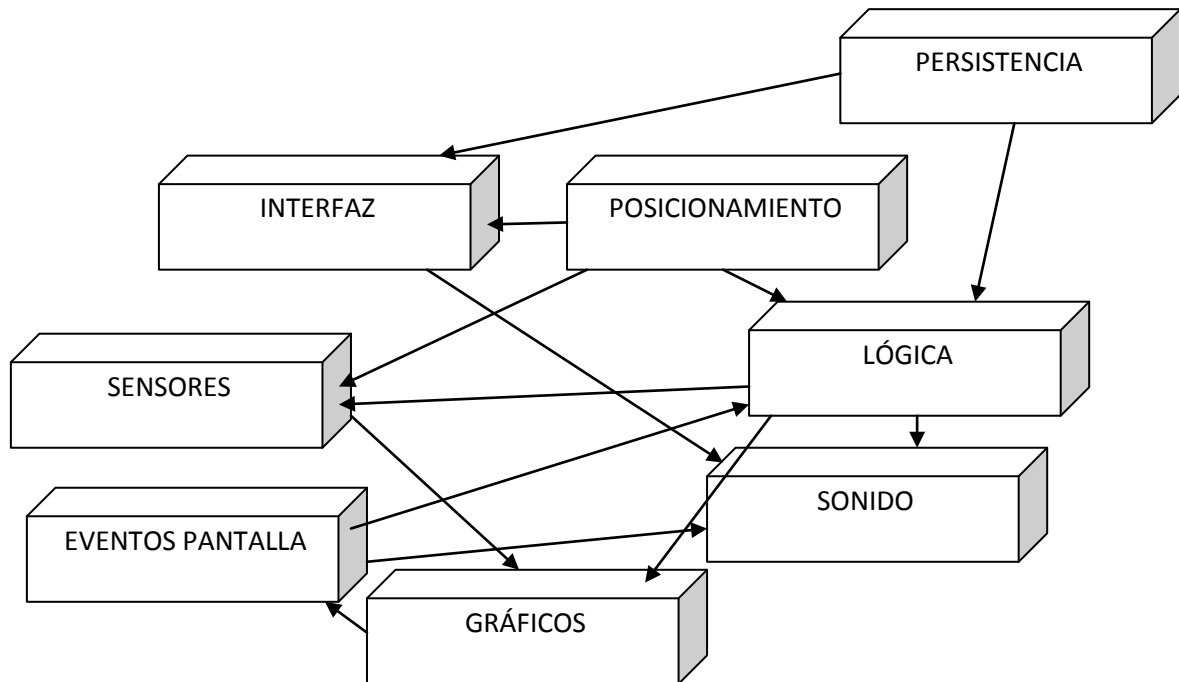 PERSISTENCIA
INTERFAZ
POSICIONAMIENTO
LÓGICA
SENSORES
SONIDO
EVENTOS PANTALLA
GRÁFICOS